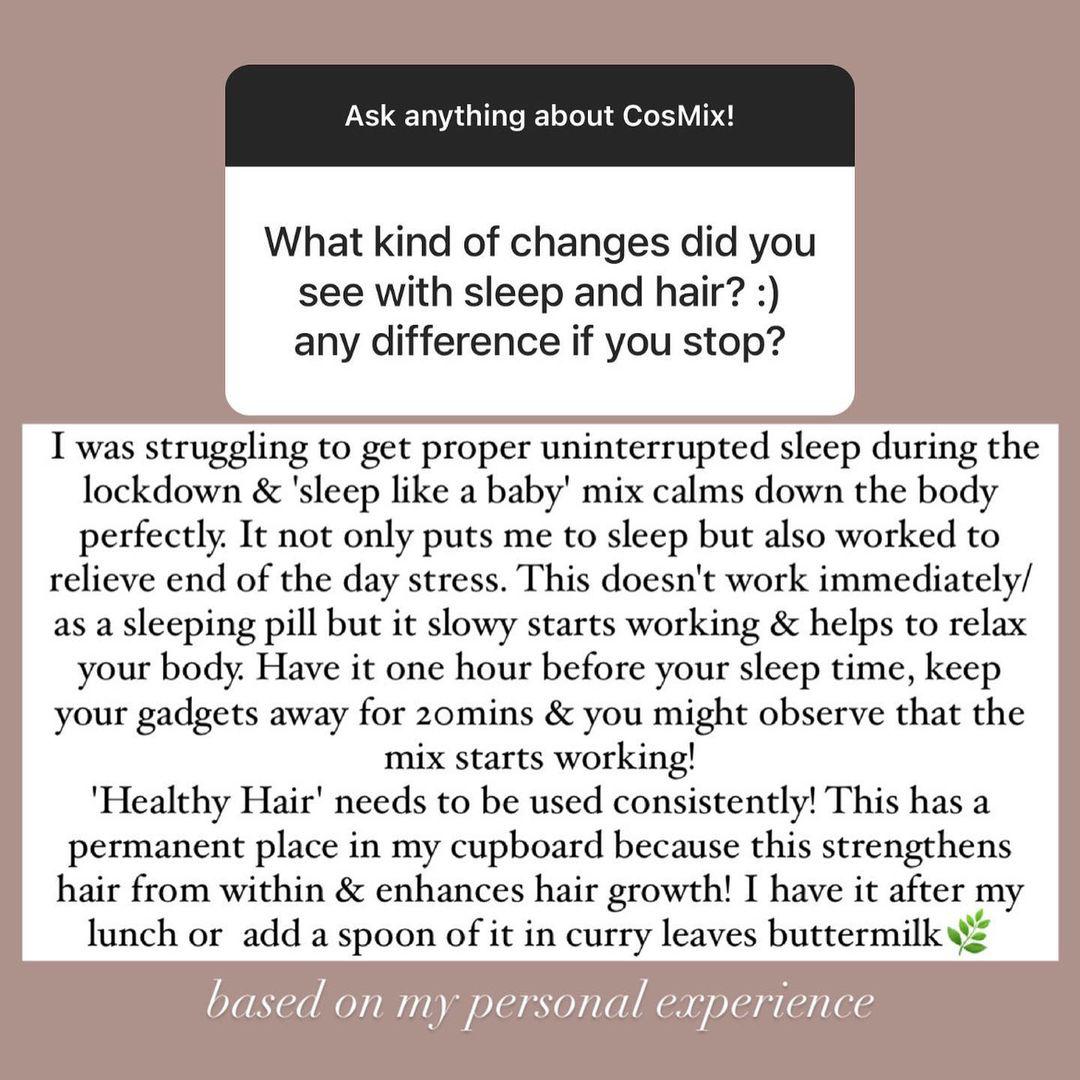 Ask anything about CosMix!
What kind of changes did you
see with sleep and hair? :)
any difference if you stop?
I was struggling to get proper uninterrupted sleep during the
lockdown & 'sleep like a baby' mix calms down the body
perfectly. It not only puts me to sleep but also worked to
relieve end of the day stress. This doesn't work immediately/
as a sleeping pill but it slowy starts working & helps to relax
your body. Have it one hour before your sleep time, keep
your gadgets away for 20mins & you might observe that the
mix starts working!
'Healthy Hair' needs to be used consistently! This has a
permanent place in my cupboard because this strengthens
hair from within & enhances hair growth! I have it after my
lunch or  add a spoon of it in curry leaves buttermilk🌿
based on my personal experience